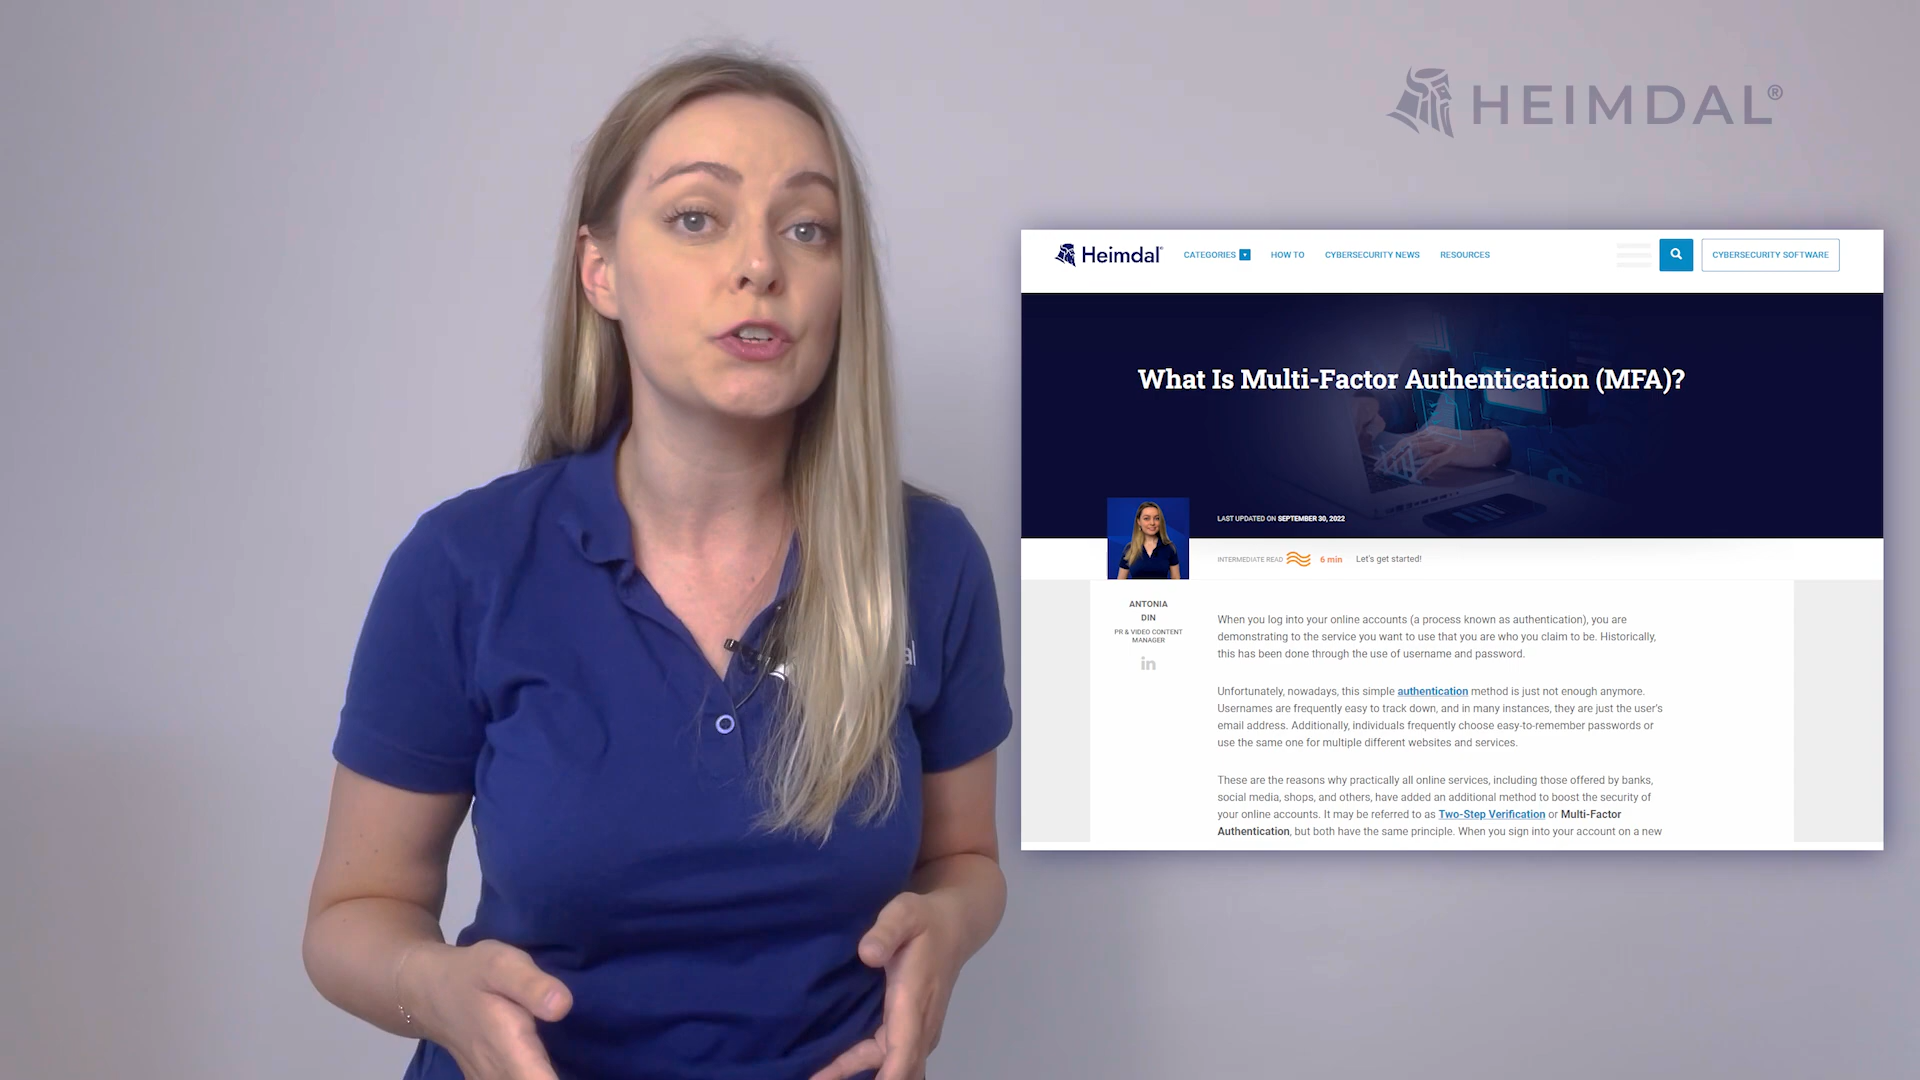 HEIMDAL®
Heimdal®
CATEGORIES
HOW TO
CYBERSECURITY NEWS
RESOURCES
CYBERSECURITY SOFTWARE
What Is Multi-Factor Authentication (MFA)?
LAST UPDATED ON SEPTEMBER 30, 2022
INTERMEDIATE READ
6 min
Let's get started!
ANTONIA
DIN
PR & VIDEO CONTENT
MANAGER
in
When you log into your online accounts (a process known as authentication), you are
demonstrating to the service you want to use that you are who you claim to be. Historically,
this has been done through the use of username and password.
Unfortunately, nowadays, this simple authentication method is just not enough anymore.
Usernames are frequently easy to track down, and in many instances, they are just the user's
email address. Additionally, individuals frequently choose easy-to-remember passwords or
use the same one for multiple different websites and services.
These are the reasons why practically all online services, including those offered by banks,
social media, shops, and others, have added an additional method to boost the security of
your online accounts. It may be referred to as Two-Step Verification or Multi-Factor
Authentication, but both have the same principle. When you sign into your account on a new